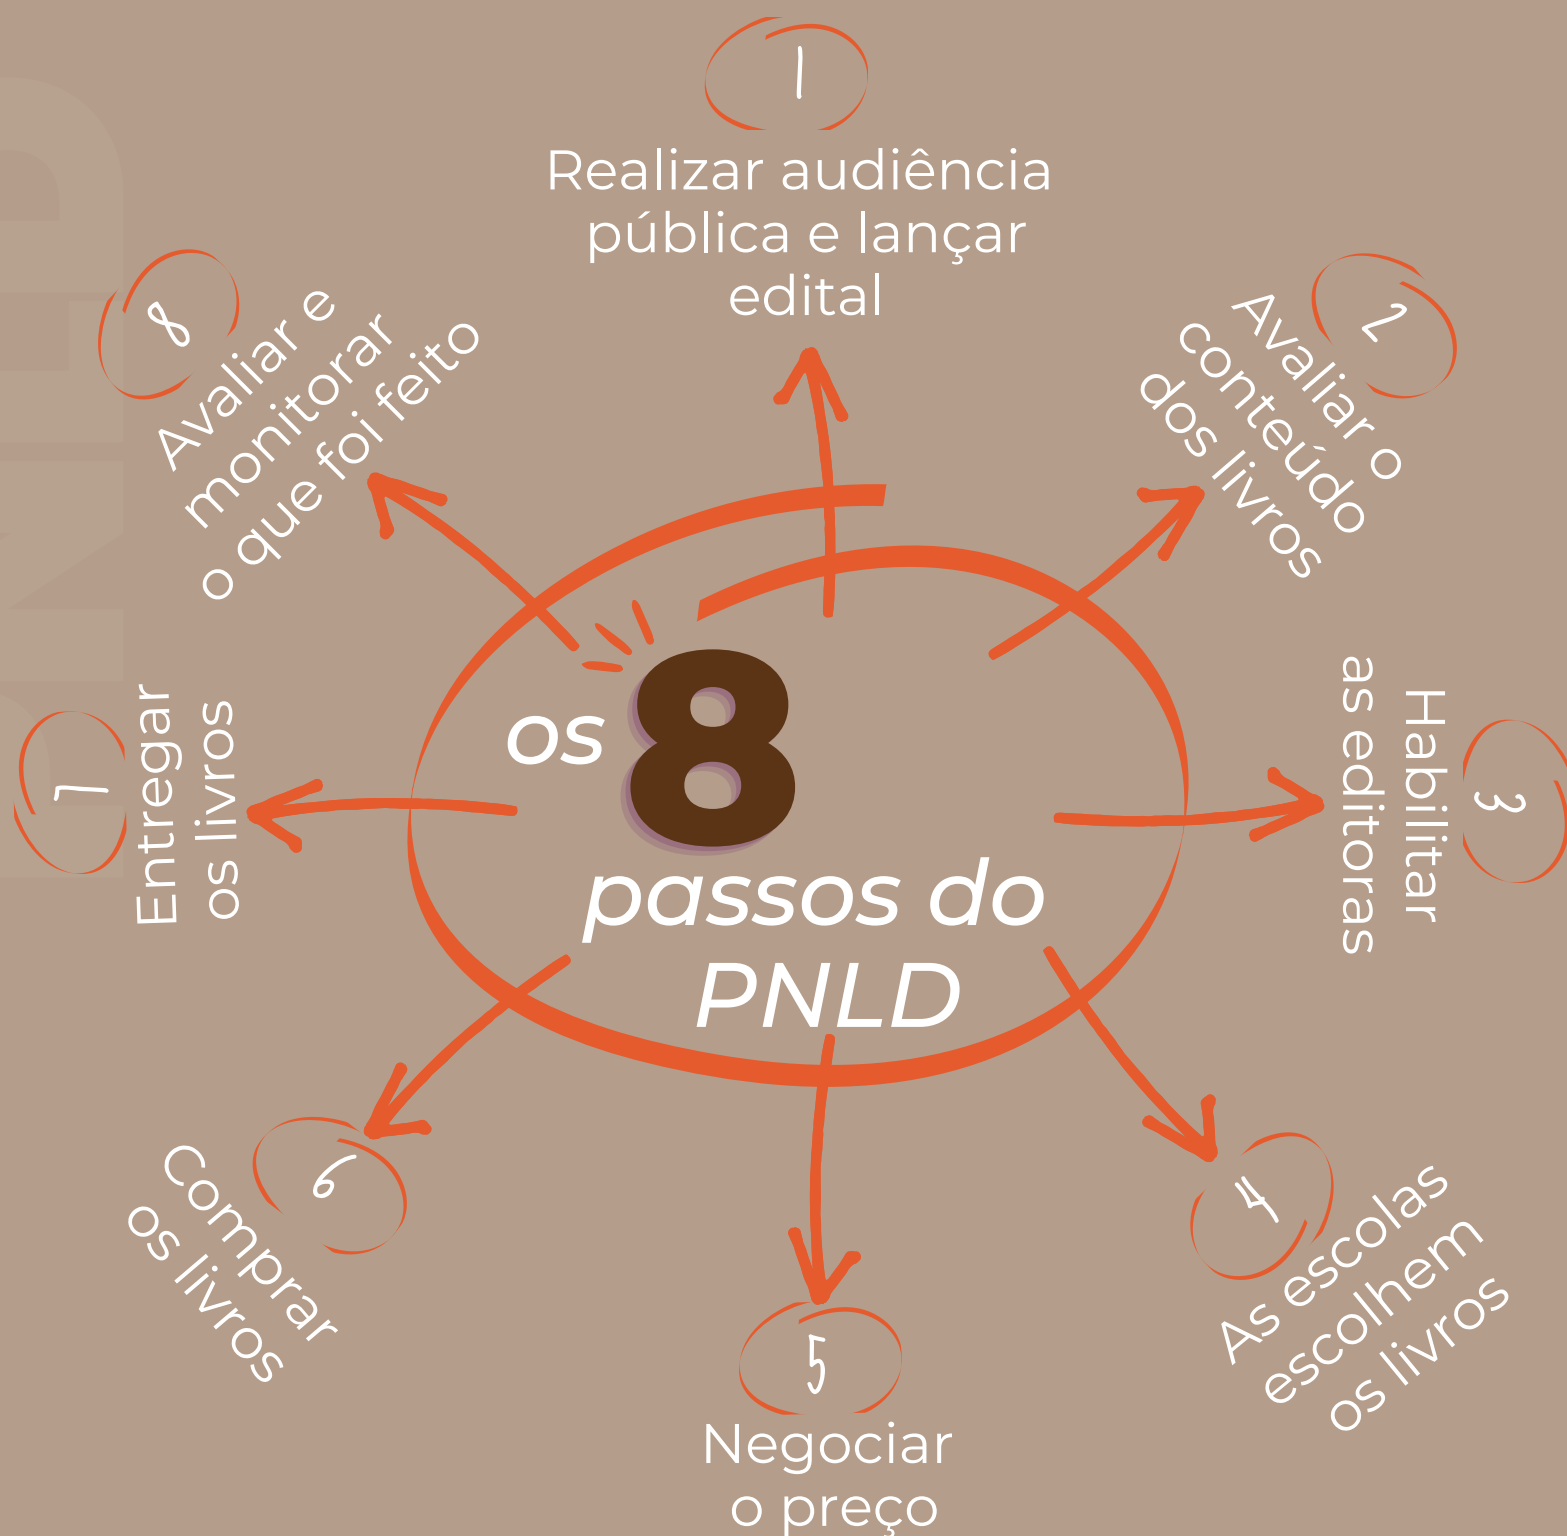 os 8
passos do
PNLD
1
Realizar audiência
pública e lançar
edital
2
Avaliar o
conteúdo
dos livros
3
Habilitar
as editoras
4
As escolas
escolhem
os livros
5
Negociar
o preço
6
Comprar
os livros
7
Entregar
os livros
8
Avaliar e
monitorar
o que foi feito
PNLD